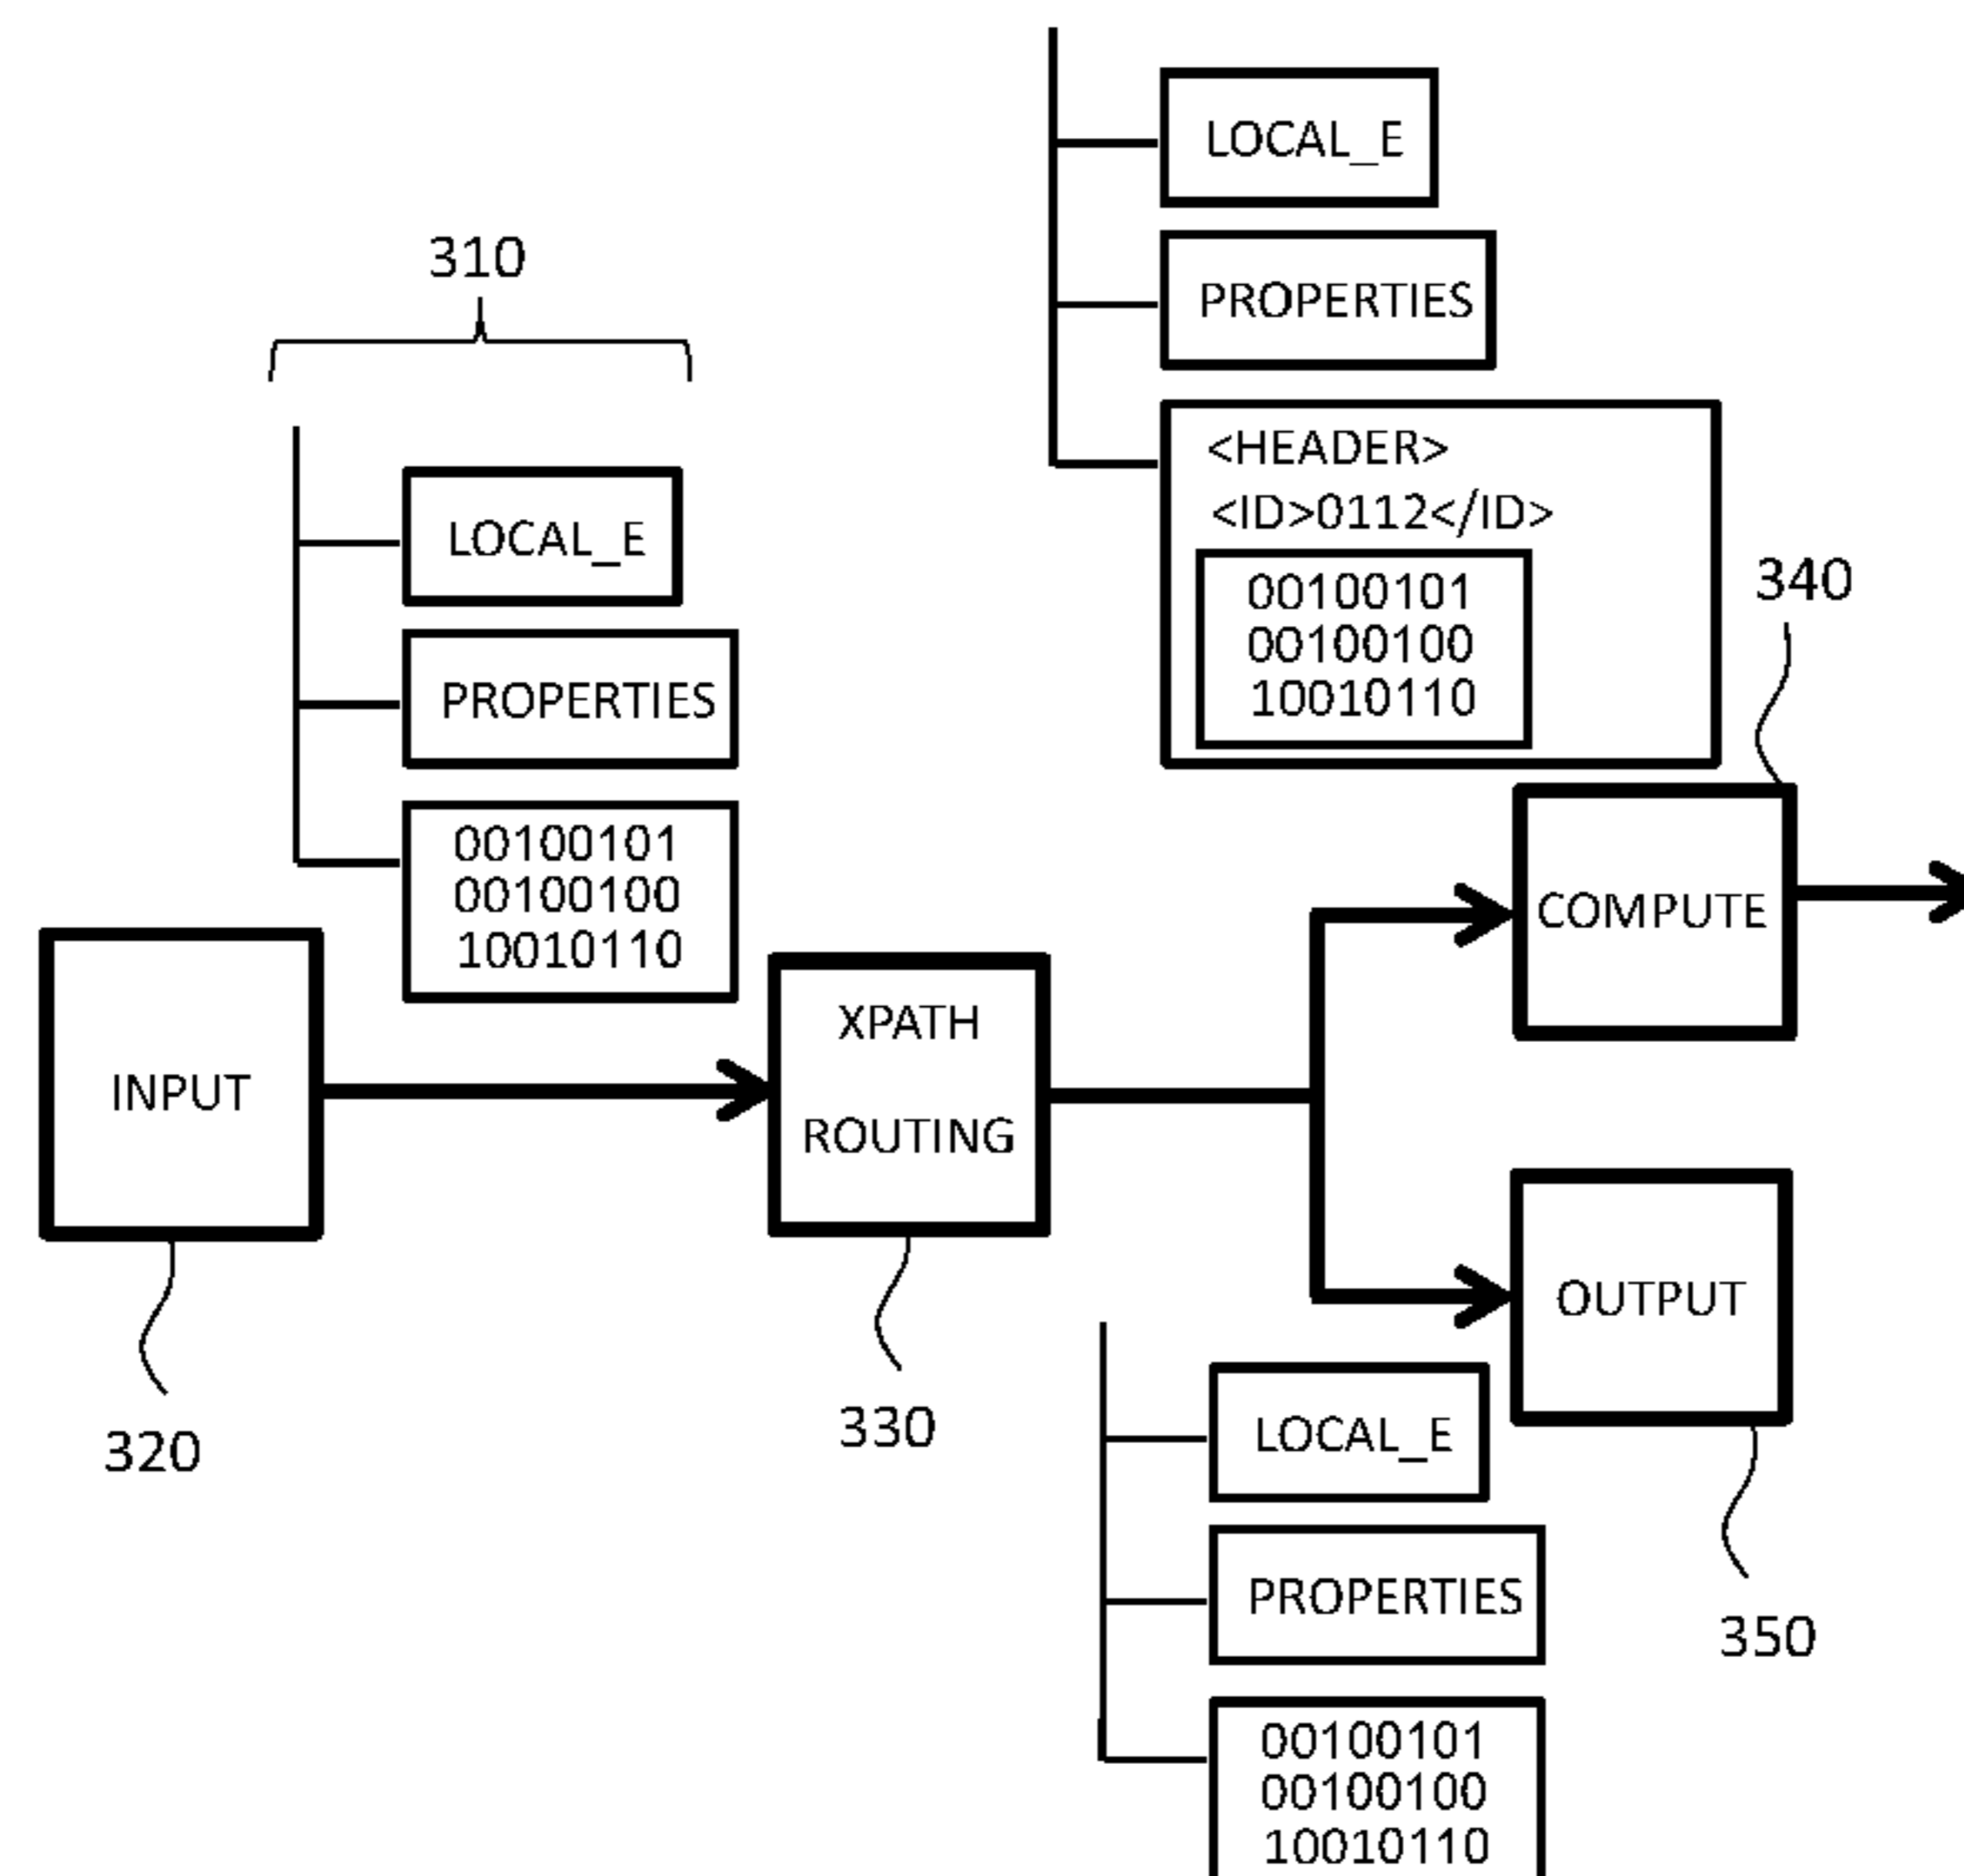 LOCAL_E
PROPERTIES
<HEADER>
<ID>0112</ID>
00100101
00100100
10010110
310
LOCAL_E
PROPERTIES
00100101
00100100
10010110
340
INPUT
XPATH
ROUTING
COMPUTE
OUTPUT
320
330
350
LOCAL_E
PROPERTIES
00100101
00100100
10010110